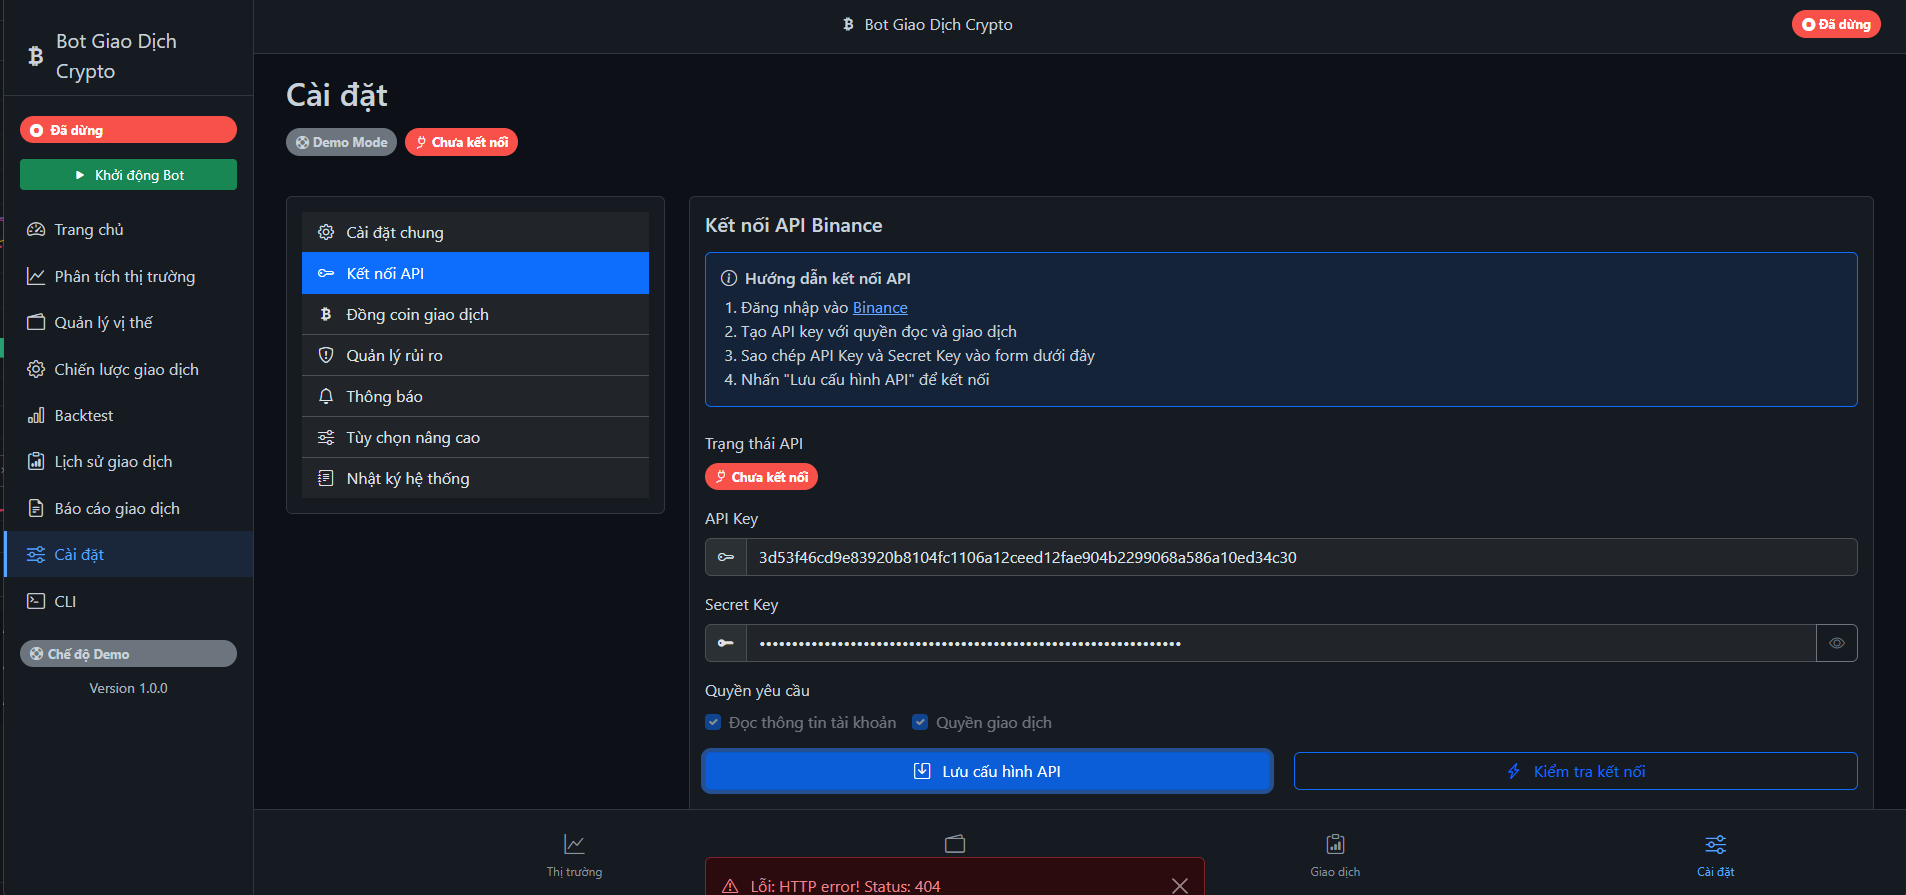 Bot Giao Dịch
Crypto
Đã dừng
Khởi động Bot
Trang chủ
Phân tích thị trường
Quản lý vị thế
Chiến lược giao dịch
Backtest
Lịch sử giao dịch
Báo cáo giao dịch
Cài đặt
CLI
Chế độ Demo
Version 1.0.0
Bot Giao Dịch Crypto
Đã dừng
Cài đặt
Demo Mode
Chưa kết nối
Cài đặt chung
Kết nối API
Đồng coin giao dịch
Quản lý rủi ro
Thông báo
Tùy chọn nâng cao
Nhật ký hệ thống
Kết nối API Binance
Hướng dẫn kết nối API
1. Đăng nhập vào Binance
2. Tạo API key với quyền đọc và giao dịch
3. Sao chép API Key và Secret Key vào form dưới đây
4. Nhấn "Lưu cấu hình API" để kết nối
Trạng thái API
Chưa kết nối
API Key
3d53f46cd9e83920b8104fc1106a12ceed12fae904b2299068a586a10ed34c30
Secret Key
Quyền yêu cầu
Đọc thông tin tài khoản
Quyền giao dịch
Lưu cấu hình API
Kiểm tra kết nối
Thị trường
Giao dịch
Cài đặt
Lỗi: HTTP error! Status: 404